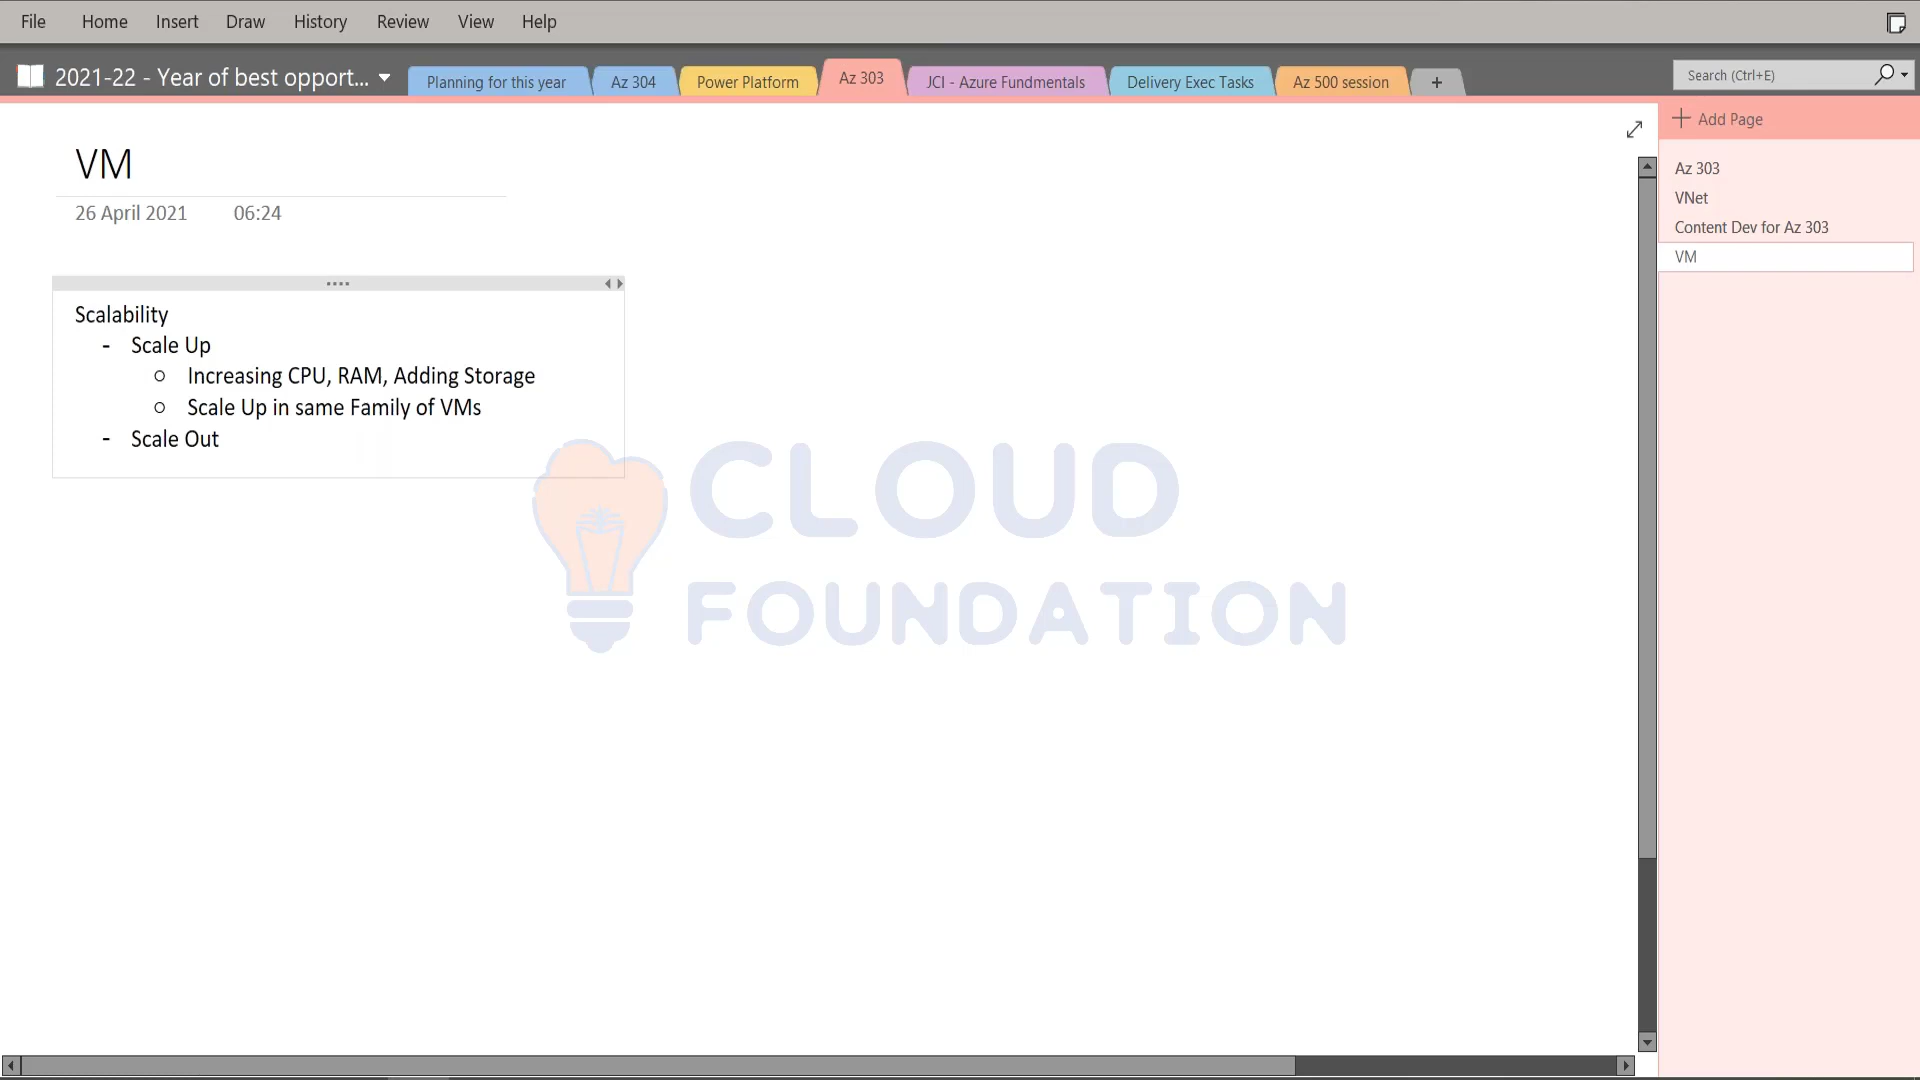 File Home Insert Draw History Review View Help
2021-22 - Year of best opport... Planning for this year Az 304 Power Platform Az 303 JCI - Azure Fundmentals Delivery Exec Tasks Az 500 session + Search (Ctrl+E)
Add Page
VM
26 April 2021 06:24
Scalability
- Scale Up
o Increasing CPU, RAM, Adding Storage
o Scale Up in same Family of VMs
- Scale Out
CLOUD
FOUNDATION
Az 303
VNet
Content Dev for Az 303
VM